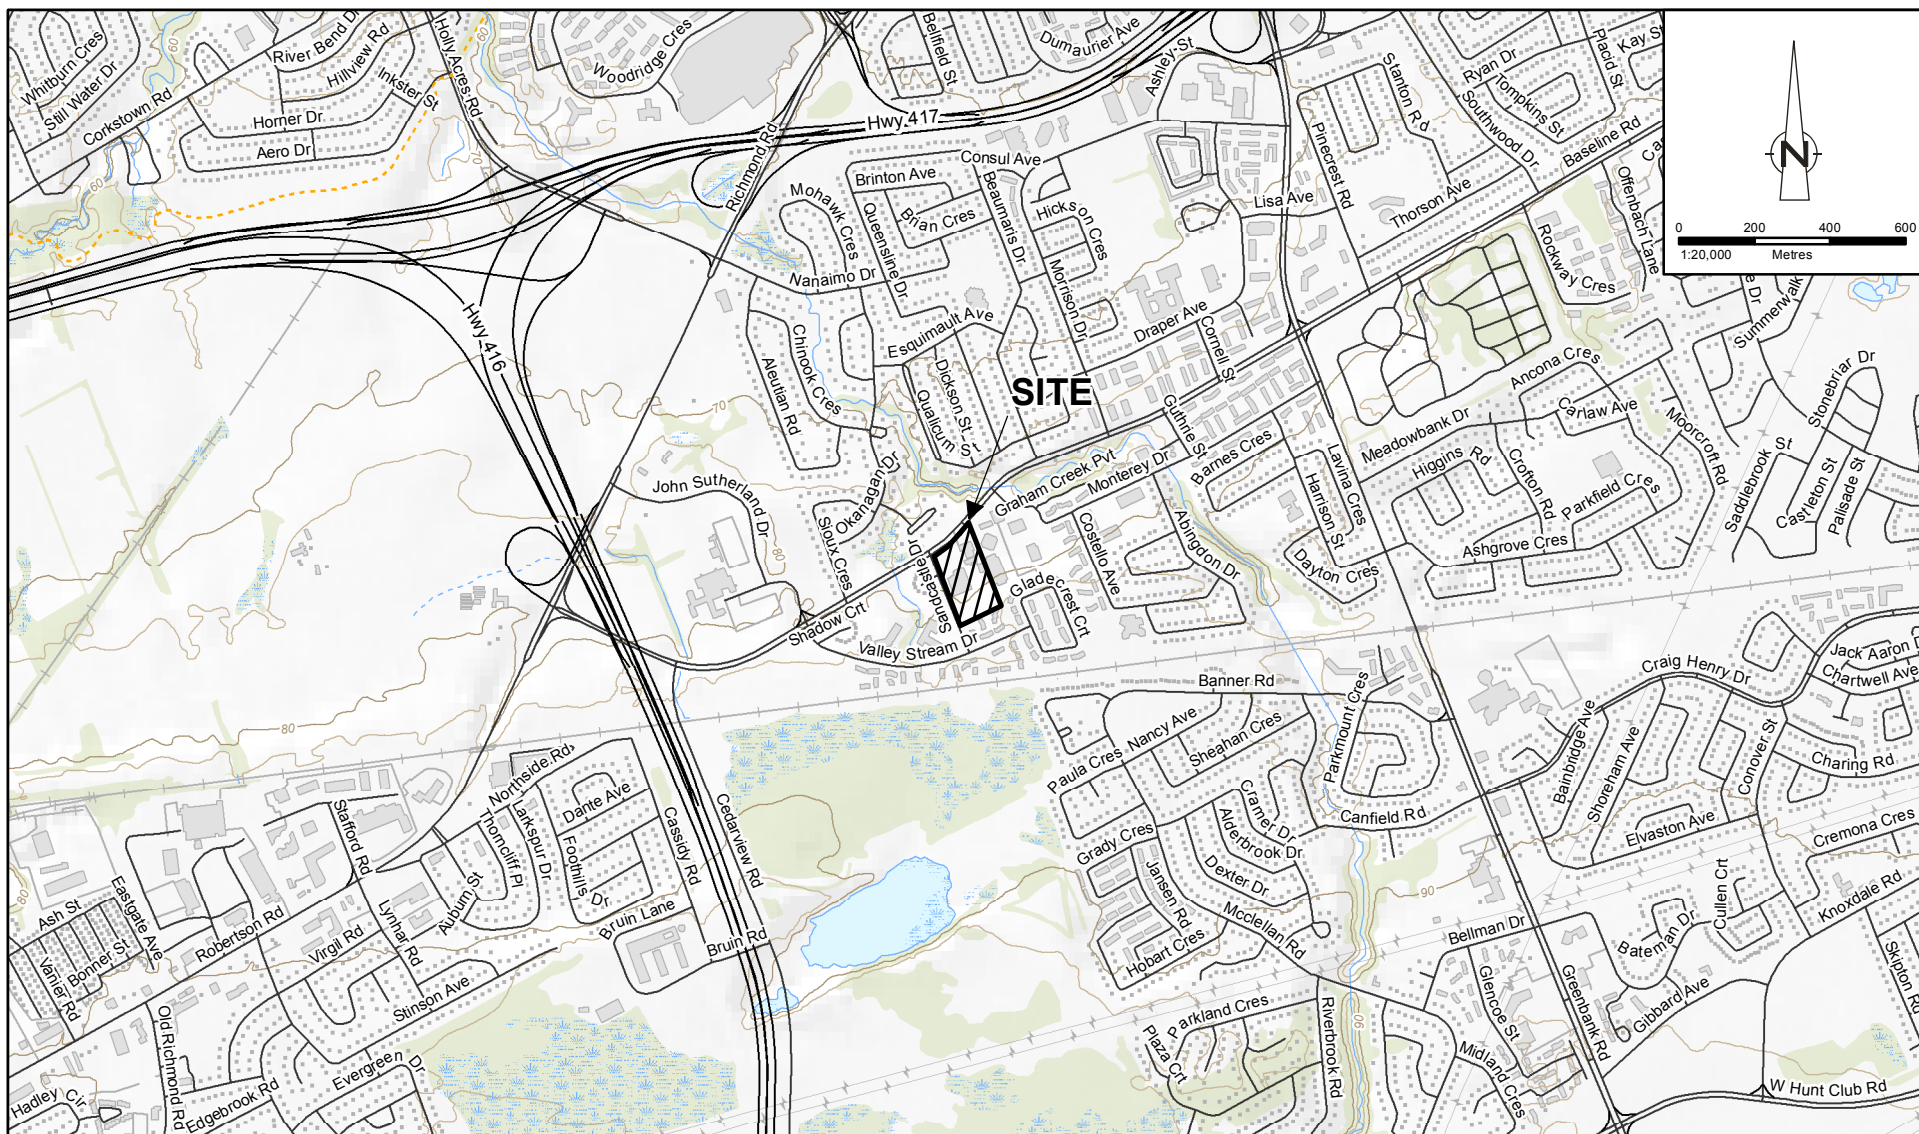 Whitburn Cres
Still Water Dr
Corkstown Rd
River Bend Dr
Hillview Rd
Inkster St
Horner Dr
Aero Dr
Holly Acres Rd
Woodridge Cres
Bellfield St
Dumaurier Ave
Ashley St
Hwy 417
Richmond Rd
Stanton Rd
Ryan Dr
Tompkins St
Placid St
Kay St
Southwood Dr
Baseline Rd
Pinecrest Rd
Thorson Ave
Lisa Ave
Offenbach Lane
Rockway Cres
Summerwalk
N
0 200 400 600
1:20,000 Metres
Consul Ave
Brinton Ave
Brian Cres
Beaumaris Dr
Hickson Cres
Mohawk Cres
Queensline Dr
Morrison Dr
Nanaimo Dr
Esquimault Ave
Draper Ave
Cornell St
Chinook Cres
Aleutian Rd
Dickson St
Qualicum St
SITE
Guthrie St
Barnes Cres
Hwy 416
70
60
60
60
70
John Sutherland Dr
Okanagan Dr
Sioux Cres
Graham Creek Pvt
Monterey Dr
Costello Ave
Abingdon Dr
Harrison St
Lavina Cres
Dayton Cres
Meadowbank Dr
Ancona Cres
Carlaw Ave
Higgins Rd
Crofton Rd
Parkfield Cres
Ashgrove Cres
Moorcroft Rd
Saddlebrook St
Castleton St
Palisade St
Stonebriar Dr
Sandcastle Dr
Gladecrest Crt
Shadow Crt
Valley Stream Dr
80
80
Banner Rd
Craig Henry Dr
Jack Aaron D
Chartwell Ave
Charing Rd
Bainbridge Ave
Shoreham Ave
Conover St
Elvaston Ave
Cremona Cres
Parkmount Cres
Paula Cres
Nancy Ave
Sheahan Cres
Canfield Rd
Cramer Dr
Alderbrook Dr
Grady Cres
Dexter Dr
Jansen Rd
Mcclellan Rd
Hobart Cres
Northside Rd
Dante Ave
Larkspur Dr
Thorncliff Pl
Foothills Dr
Cassidy Rd
Cedarview Rd
Stafford Rd
Auburn St
Bruin Lane
Bruin Rd
Lynhar Rd
Virgil Rd
Stinson Ave
Robertson Rd
Eastgate Ave
Ash St
Bonner St
Vanier Rd
80
Old Richmond Rd
Edgebrook Rd
Evergreen Dr
Hadley Cir
Parkland Cres
Plaza Crt
Riverbrook Rd
90
90
Bellman Dr
Glencoe St
Midland Cres
Greenbank Rd
Gibbard Ave
Bateman Dr
Cullen Crt
Knoxdale Rd
Skipton Rd
W Hunt Club Rd